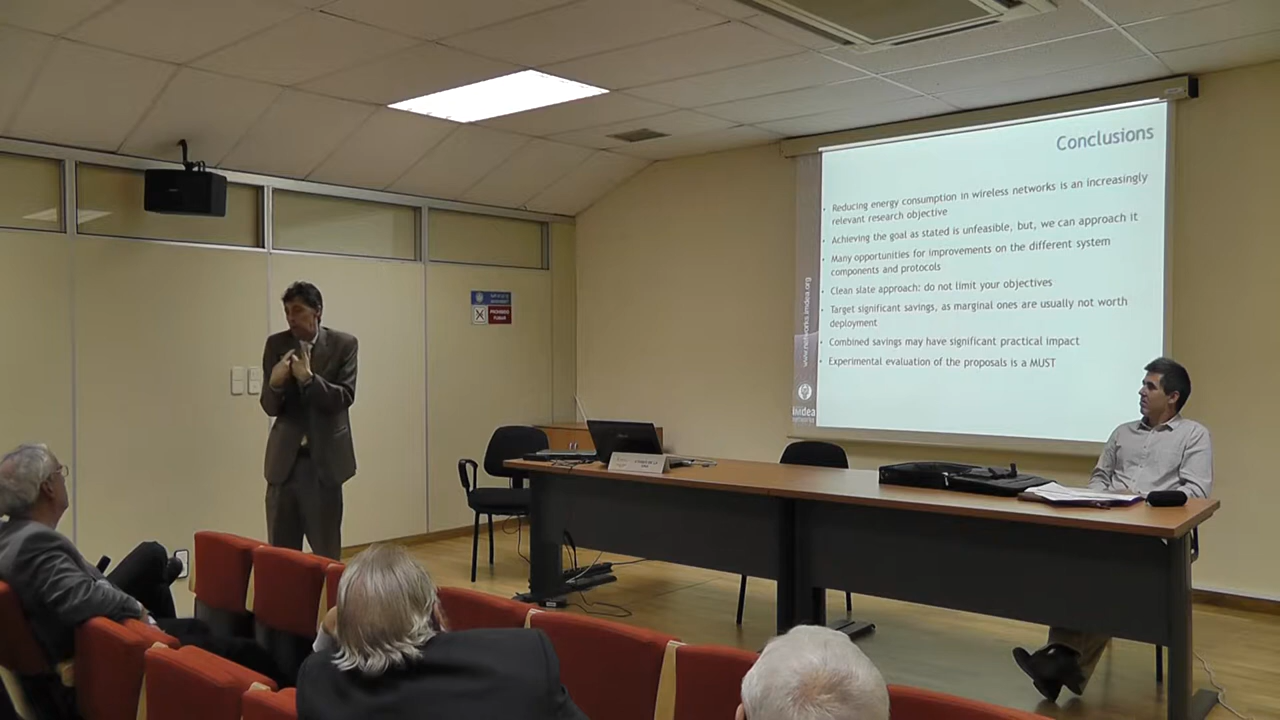 Conclusions
Reducing energy consumption in wireless networks is an increasingly
relevant research objective
Achieving the goal as stated is unfeasible, but, we can approach it
Many opportunities for improvements on the different system
components and protocols
Clean slate approach: do not limit your objectives
Target significant savings, as marginal ones are usually not worth
deployment
Combined savings may have significant practical impact
Experimental evaluation of the proposals is a MUST
www.networks.imdea.org
imdea
networks
PROHIBIDO
FUMAR